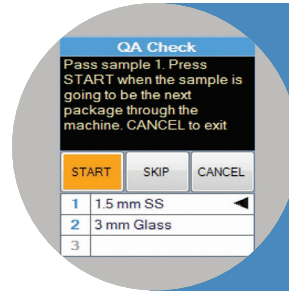 QA Check
Pass sample 1. Press
START when the sample is
going to be the next
package through the
machine. CANCEL to exit
START SKIP CANCEL
1 1.5 mm SS
2 3 mm Glass
3